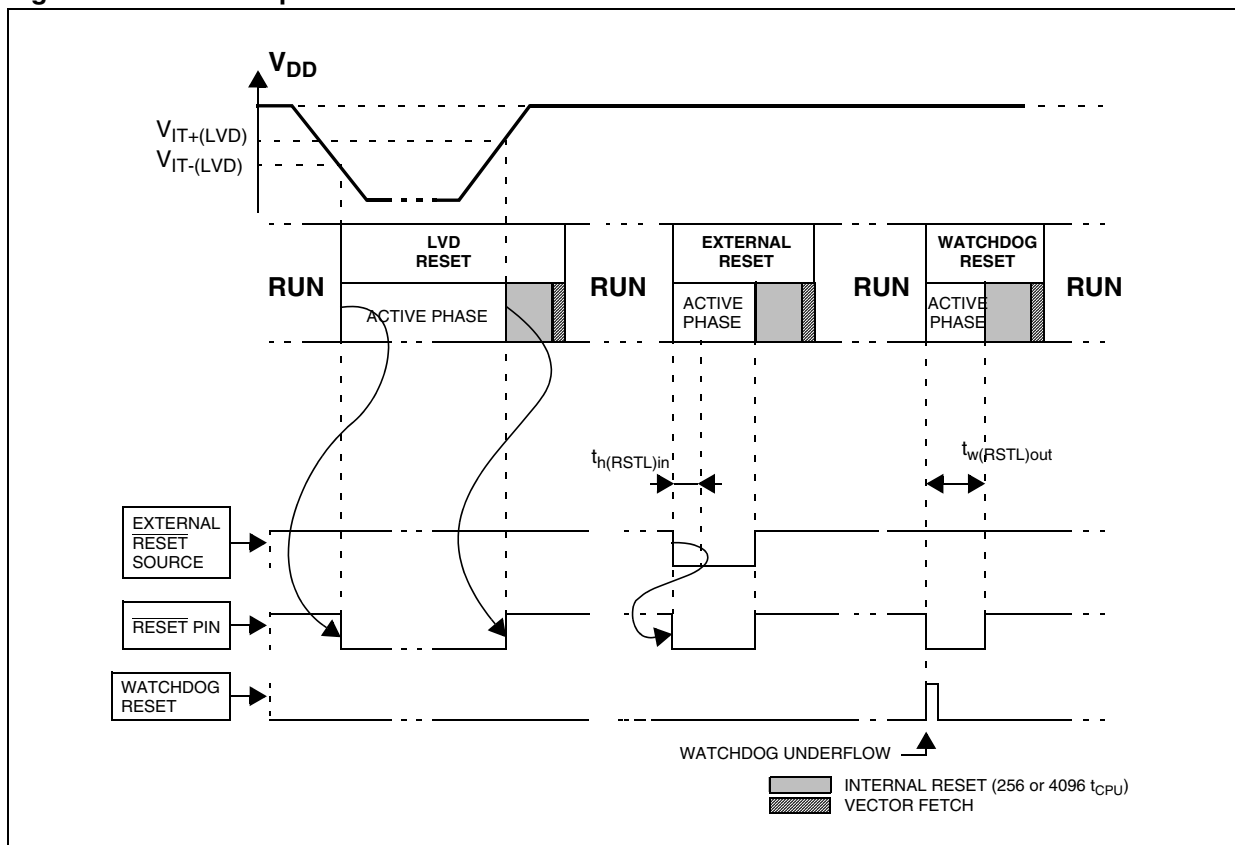 VDD
VIT+(LVD)
VIT-(LVD)
LVD
RESET
EXTERNAL
RESET
WATCHDOG
RESET
RUN
RUN
RUN
RUN
ACTIVE PHASE
ACTIVE
PHASE
ACTIVE
PHASE
th(RSTL)in
tw(RSTL)out
EXTERNAL
RESET
SOURCE
RESET PIN
WATCHDOG
RESET
WATCHDOG UNDERFLOW
INTERNAL RESET (256 or 4096 tCPU)
VECTOR FETCH